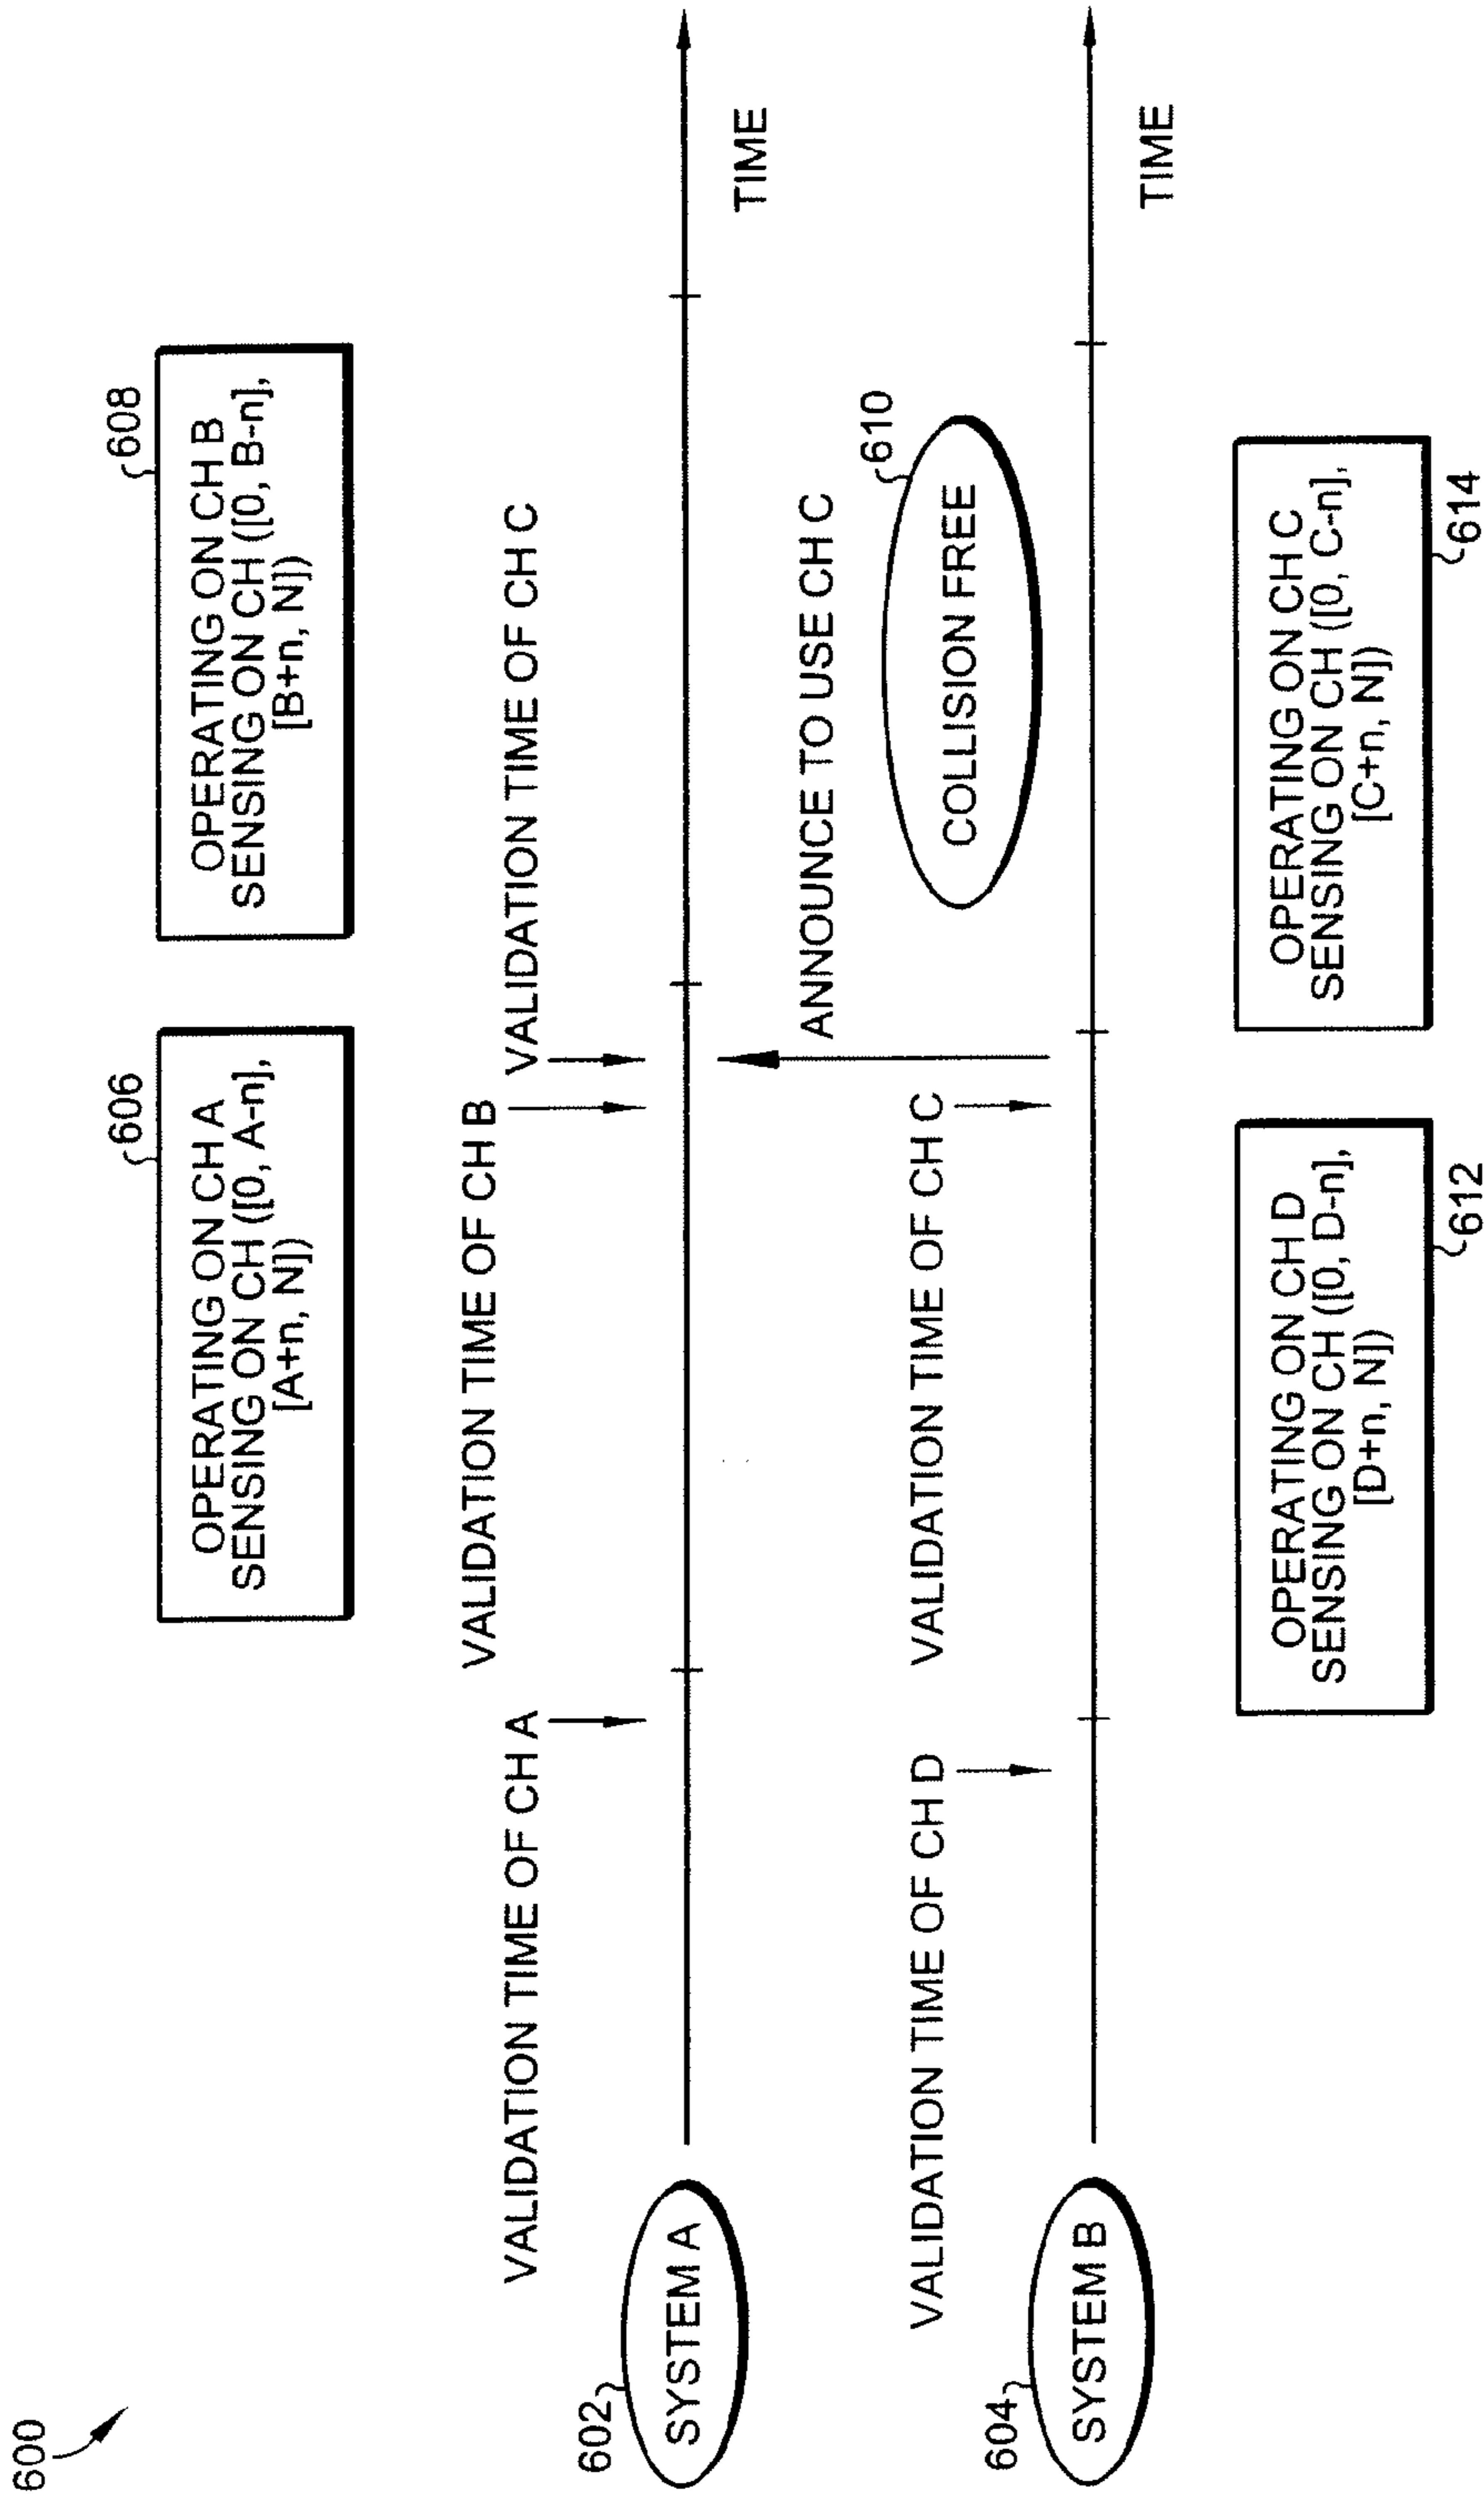 600
606
OPERATING ON CH A
SENSING ON CH ([0, A-n],
[A+n, N])
608
OPERATING ON CH B
SENSING ON CH ([0, B-n],
[B+n, N])
VALIDATION TIME OF CH A
VALIDATION TIME OF CH B
VALIDATION TIME OF CH C
602
SYSTEM A
TIME
ANNOUNCE TO USE CH C
610
COLLISION FREE
VALIDATION TIME OF CH D
VALIDATION TIME OF CH C
604
SYSTEM B
TIME
OPERATING ON CH D
SENSING ON CH ([0, D-n],
[D+n, N])
612
OPERATING ON CH C
SENSING ON CH ([0, C-n],
[C+n, N])
614